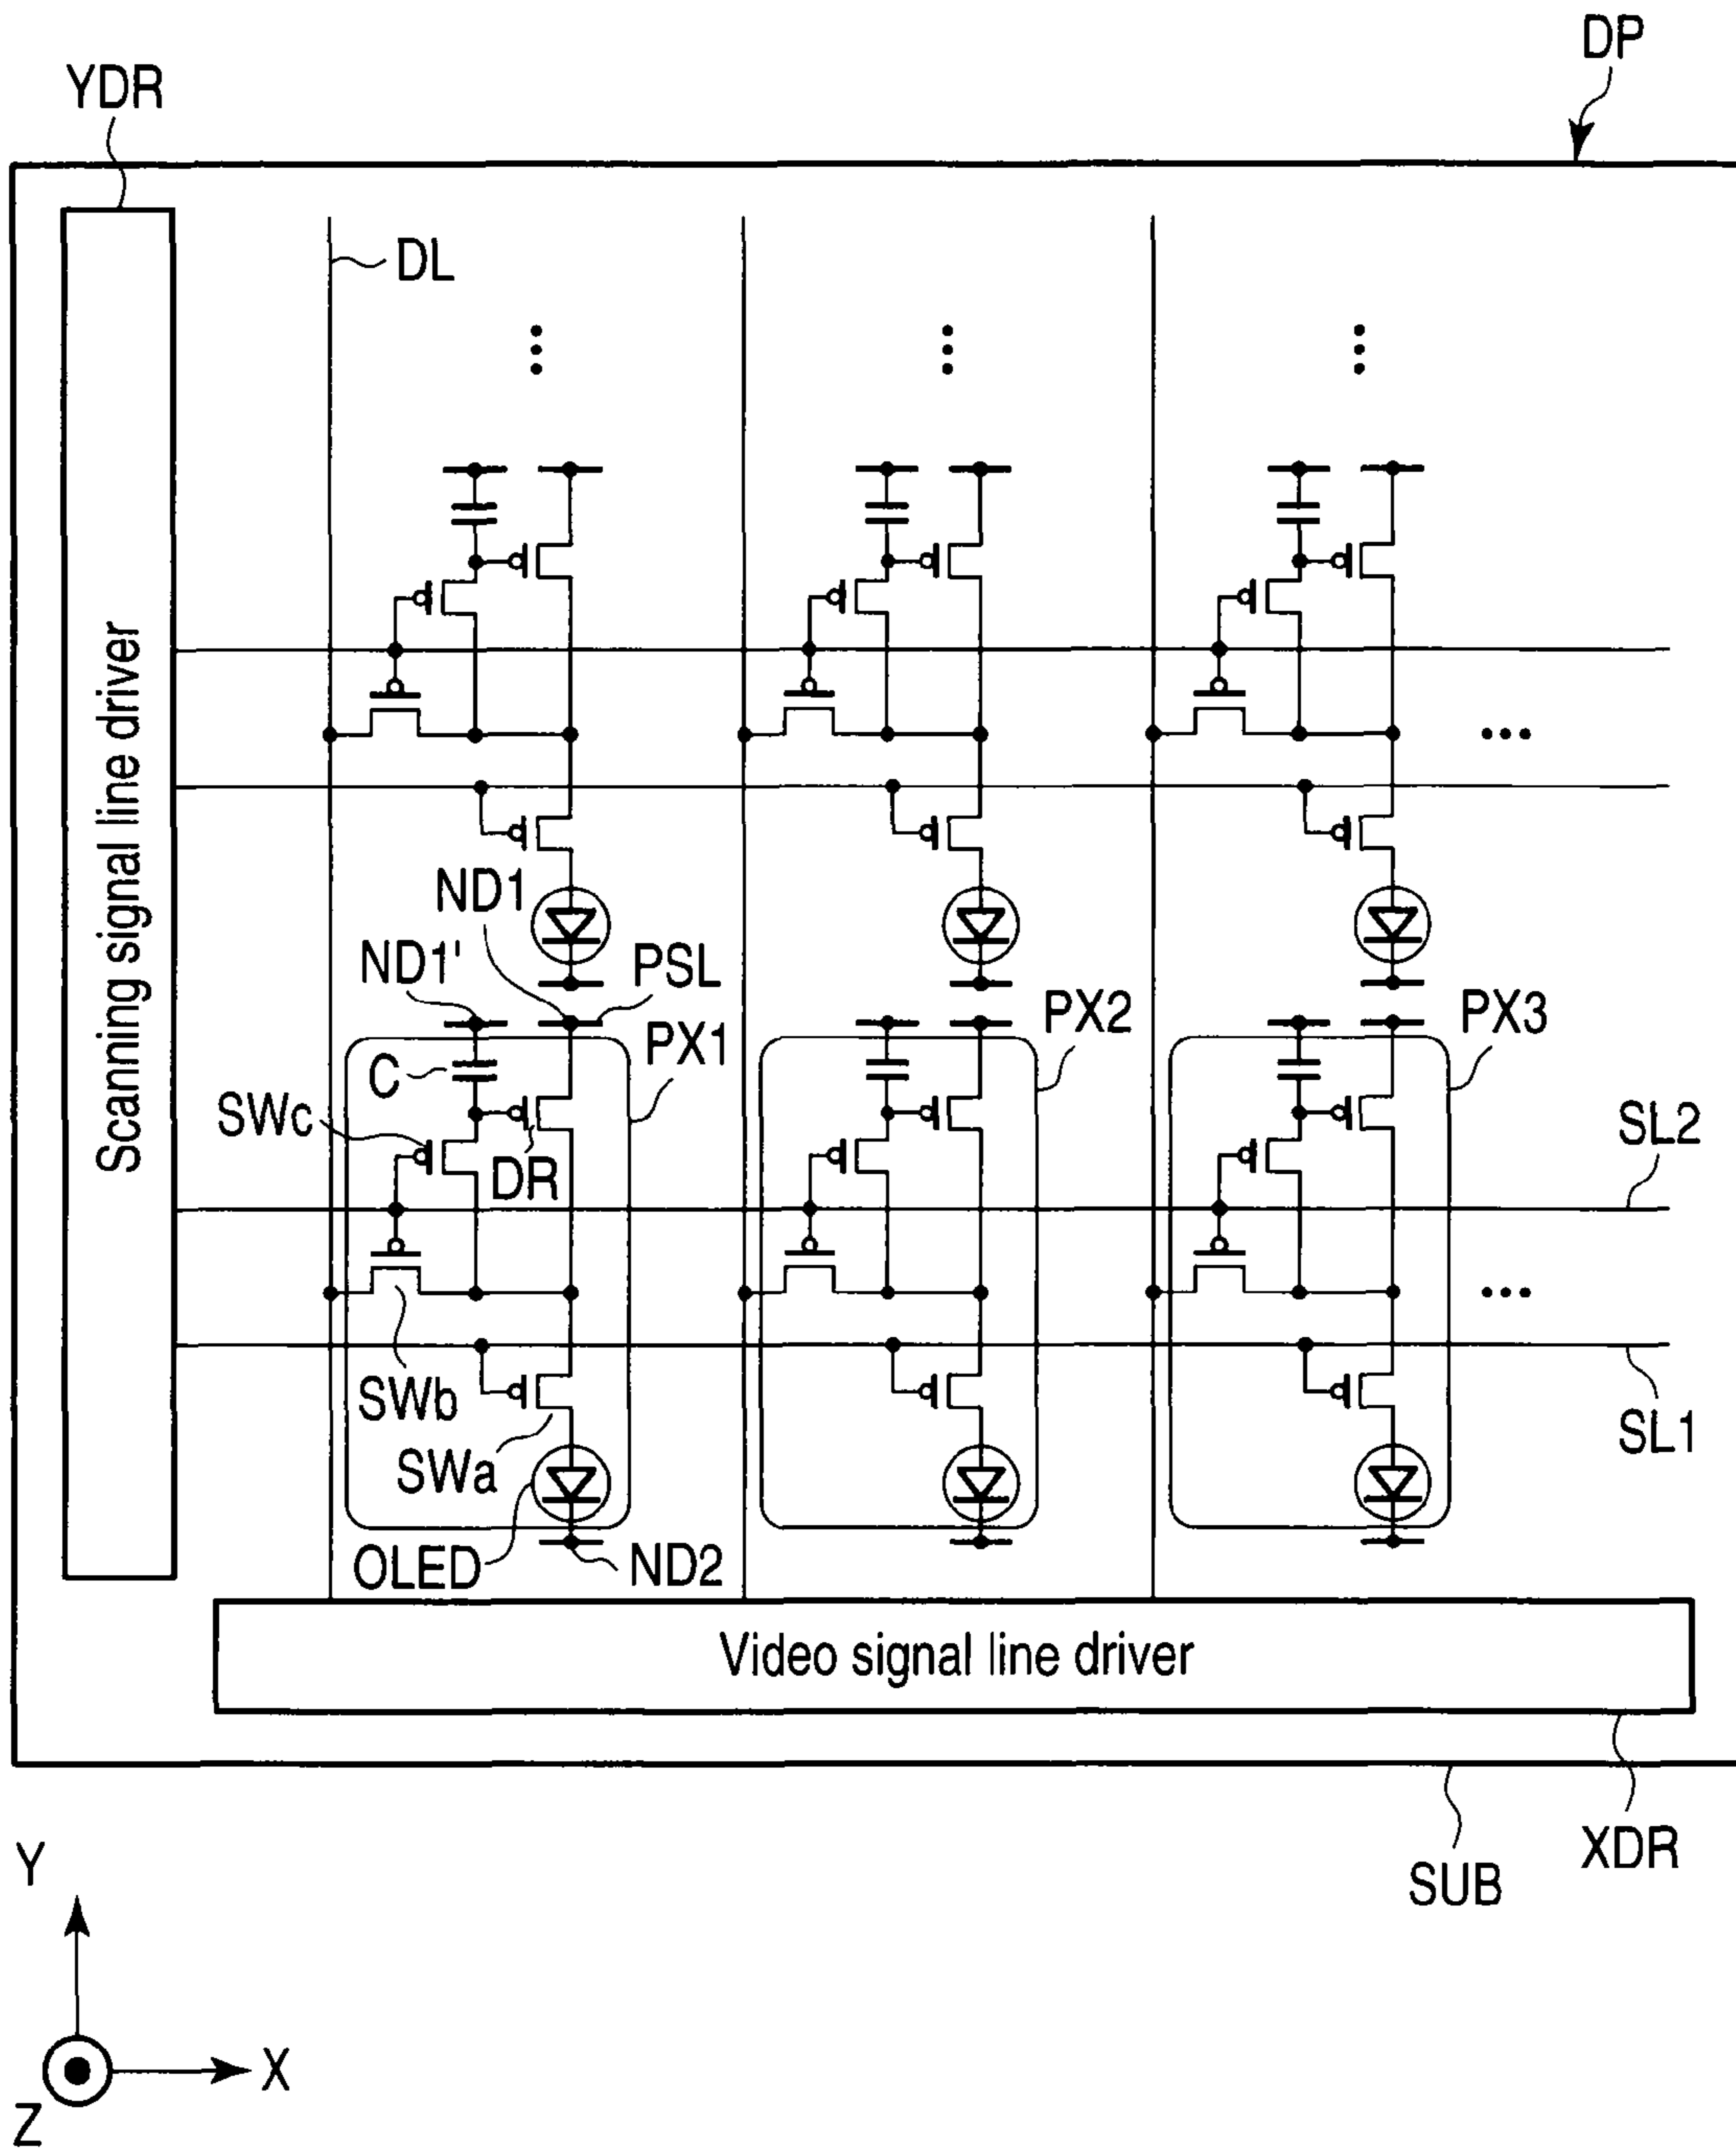 DP
YDR
DL
Scanning signal line driver
ND1
ND1'
PSL
PX1
PX2
PX3
C
SWc
DR
SL2
SWb
SWa
SL1
OLED
ND2
Video signal line driver
XDR
SUB
Y
X
Z